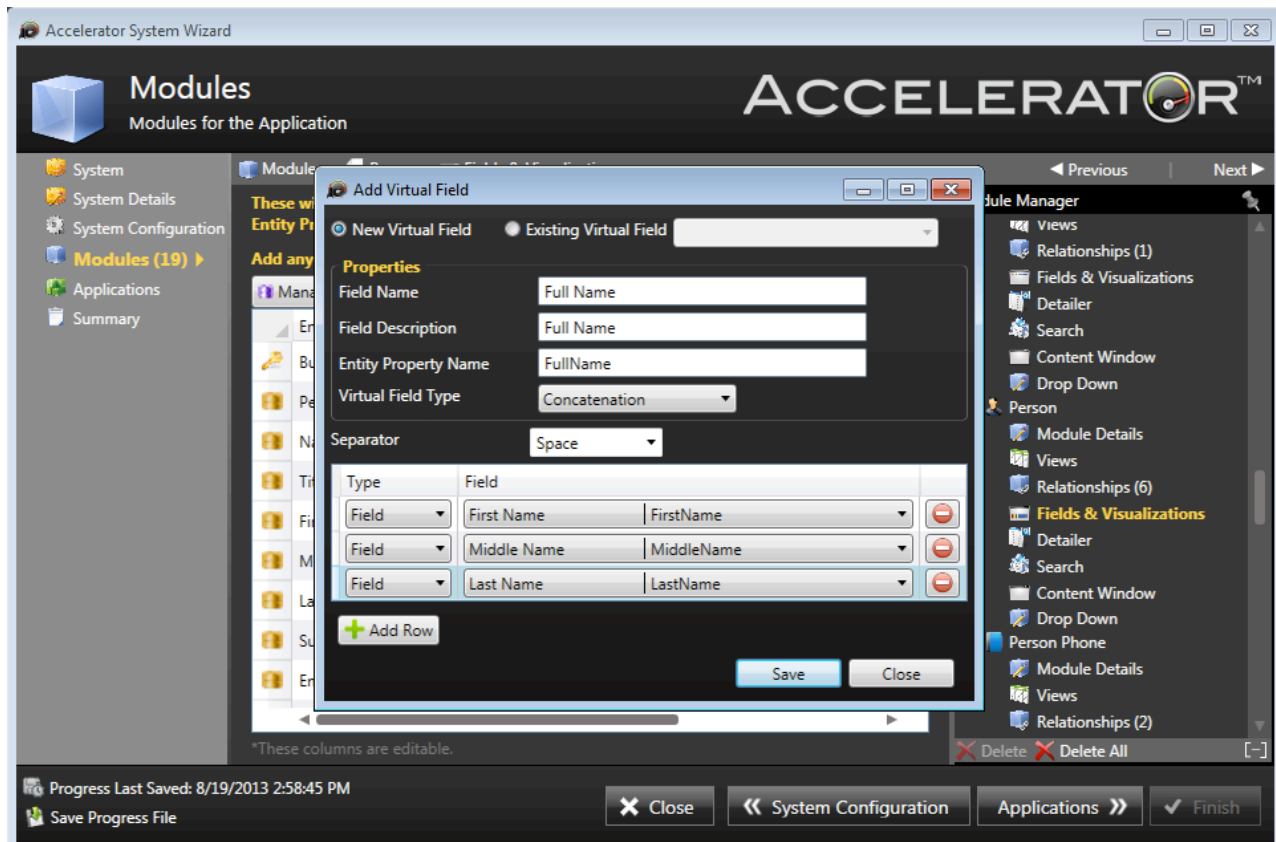 Accelerator System Wizard
Modules
Modules for the Application
ACCELERATOR™
System
System Details
System Configuration
Modules (19)
Applications
Summary
Previous | Next
These
Entity
Add any
Add Virtual Field
New Virtual Field Existing Virtual Field
Properties
Field Name Full Name
Field Description Full Name
Entity Property Name FullName
Virtual Field Type Concatenation
Separator Space
Type Field
Field First Name FirstName
Field Middle Name MiddleName
Field Last Name LastName
Add Row
Save Close
*These columns are editable.
Manager
Views
Relationships (1)
Fields & Visualizations
Detailer
Search
Content Window
Drop Down
Person
Module Details
Views
Relationships (6)
Fields & Visualizations
Detailer
Search
Content Window
Drop Down
Person Phone
Module Details
Views
Relationships (2)
Delete Delete All [-]
Progress Last Saved: 8/19/2013 2:58:45 PM
Save Progress File
Close System Configuration Applications Finish